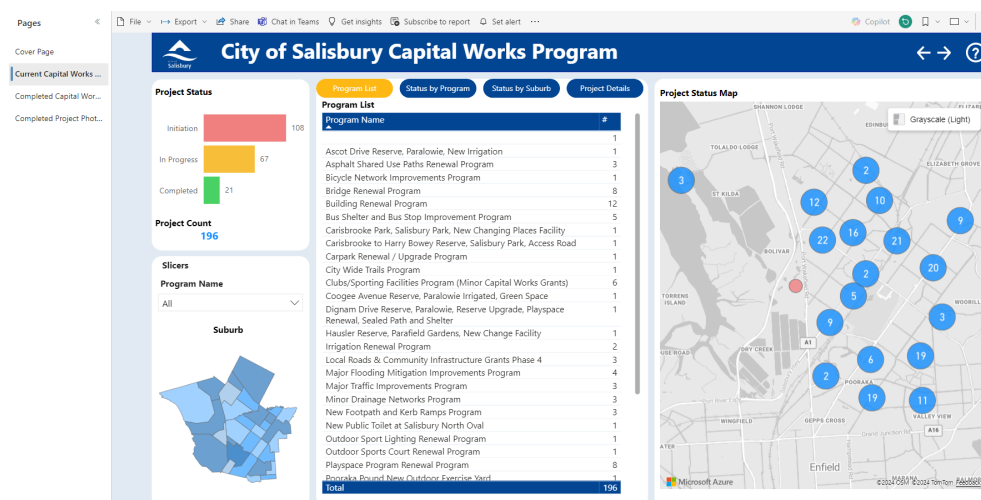 Pages
File
Export
Share
Chat in Teams
Get insights
Subscribe to report
Set alert
Copilot
Cover Page
Current Capital Works ...
Completed Capital Wor...
Completed Project Phot...
Salisbury
City of Salisbury Capital Works Program
Project Status
Initiation 108
In Progress 67
Completed 21
Project Count
196
Slicers
Program Name
All
Suburb
Program List
Status by Program
Status by Suburb
Project Details
Program List
Program Name #
1
Ascot Drive Reserve, Paralowie, New Irrigation 1
Asphalt Shared Use Paths Renewal Program 3
Bicycle Network Improvements Program 1
Bridge Renewal Program 8
Building Renewal Program 12
Bus Shelter and Bus Stop Improvement Program 5
Carisbrooke Park, Salisbury Park, New Changing Places Facility 1
Carisbrooke to Harry Bowey Reserve, Salisbury Park, Access Road 1
Carpark Renewal / Upgrade Program 1
City Wide Trails Program 1
Clubs/Sporting Facilities Program (Minor Capital Works Grants) 6
Coogee Avenue Reserve, Paralowie Irrigated, Green Space 1
Dignam Drive Reserve, Paralowie, Reserve Upgrade, Playspace 1
Renewal, Sealed Path and Shelter
Hausler Reserve, Parafield Gardens, New Change Facility 1
Irrigation Renewal Program 2
Local Roads & Community Infrastructure Grants Phase 4 3
Major Flooding Mitigation Improvements Program 4
Major Traffic Improvements Program 3
Minor Drainage Networks Program 3
New Footpath and Kerb Ramps Program 3
New Public Toilet at Salisbury North Oval 1
Outdoor Sport Lighting Renewal Program 1
Outdoor Sports Court Renewal Program 1
Playspace Program Renewal Program 8
Pooraka Pound New Outdoor Exercise Yard 1
Total 196
Project Status Map
SHANNON LODGE
Grayscale (Light)
TOLALDO LODGE
ELIZABETH GROVE
2
3
ST KILDA
12
10
9
22
16
21
BOLIVAR
2
20
TORRENS
ISLAND
5
3
9
A1
DRY CREEK
6
19
2
POORAKA
19
11
VALLEY VIEW
WINGFIELD
GEPPS CROSS
Grand Junction Rd
A16
Enfield
Microsoft Azure
©2024 OSM ©2024 TomTom Feedback